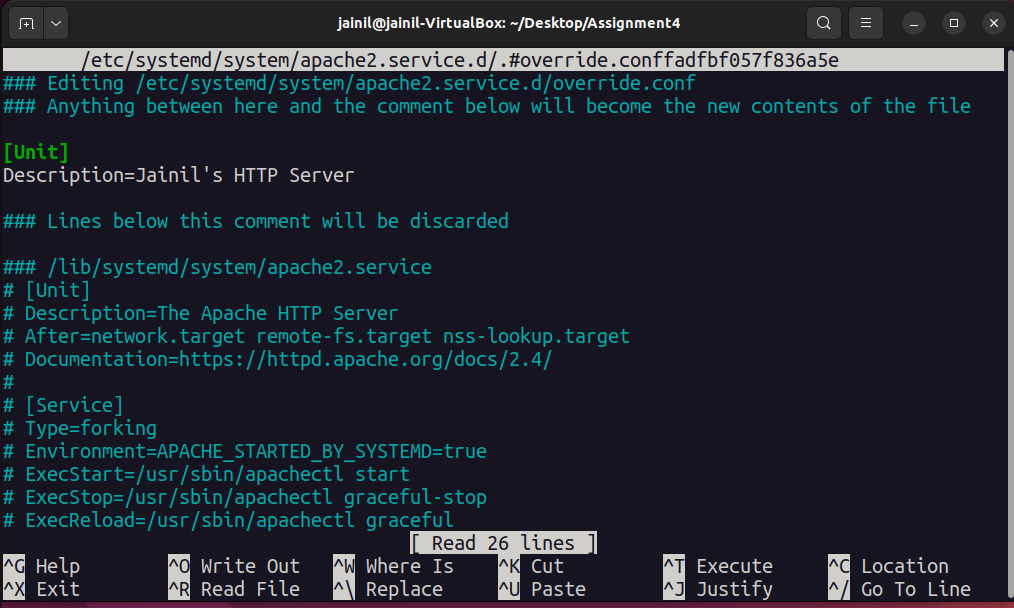 jainil@jainil-VirtualBox: ~/Desktop/Assignment4
/etc/systemd/system/apache2.service.d/.#override.conffadfbf057f836a5e
### Editing /etc/systemd/system/apache2.service.d/override.conf
### Anything between here and the comment below will become the new contents of the file
[Unit]
Description=Jainil's HTTP Server
### Lines below this comment will be discarded
### /lib/systemd/system/apache2.service
# [Unit]
# Description=The Apache HTTP Server
# After=network.target remote-fs.target nss-lookup.target
# Documentation=https://httpd.apache.org/docs/2.4/
#
# [Service]
# Type=forking
# Environment=APACHE_STARTED_BY_SYSTEMD=true
# ExecStart=/usr/sbin/apachectl start
# ExecStop=/usr/sbin/apachectl graceful-stop
# ExecReload=/usr/sbin/apachectl graceful
[ Read 26 lines ]
^G Help ^O Write Out ^W Where Is ^K Cut ^T Execute ^C Location
^X Exit ^R Read File ^\ Replace ^U Paste ^J Justify ^/ Go To Line